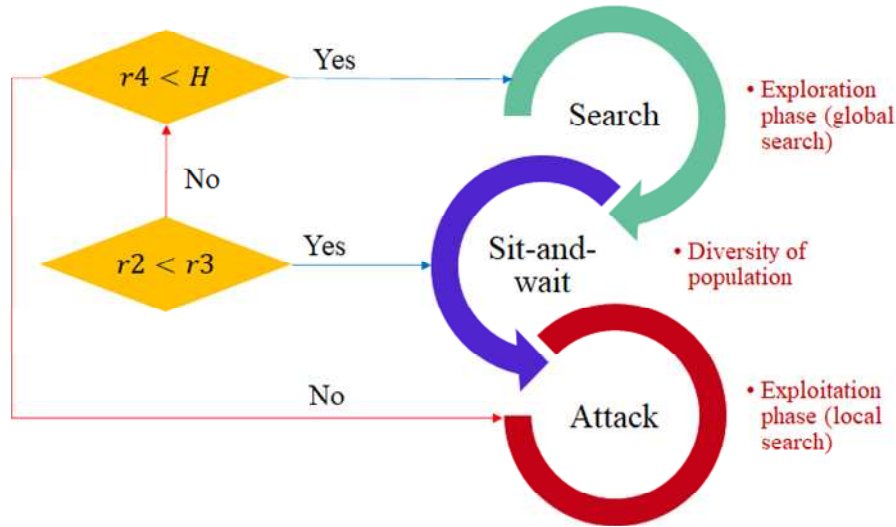 Yes
r4 < H
Search
• Exploration
phase (global
search)
No
Yes
r2 < r3
Sit-and-
wait
• Diversity of
population
No
Attack
• Exploitation
phase (local
search)